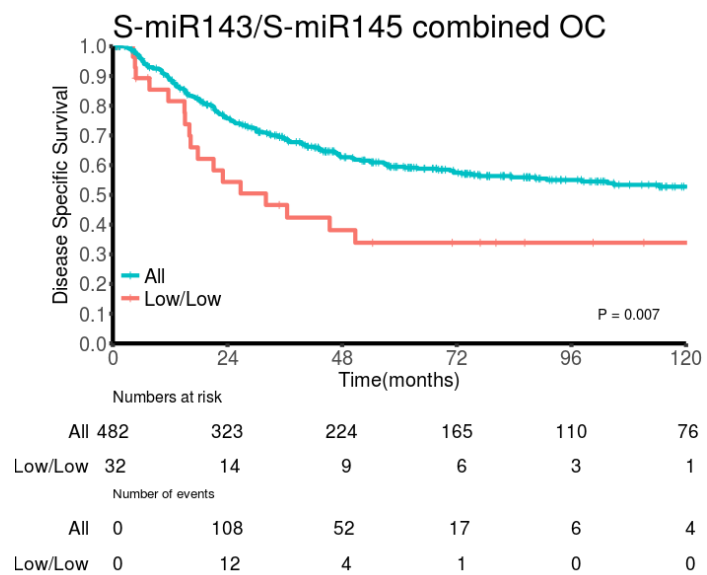 S-miR143/S-miR145 combined OC
1.0
0.9
0.8
0.7
0.6
0.5
0.4
0.3
0.2
0.1
0.0
Disease Specific Survival
All
Low/Low
P = 0.007
0 24 48 72 96 120
Time(months)
Numbers at risk
All 482 323 224 165 110 76
Low/Low 32 14 9 6 3 1
Number of events
All 0 108 52 17 6 4
Low/Low 0 12 4 1 0 0